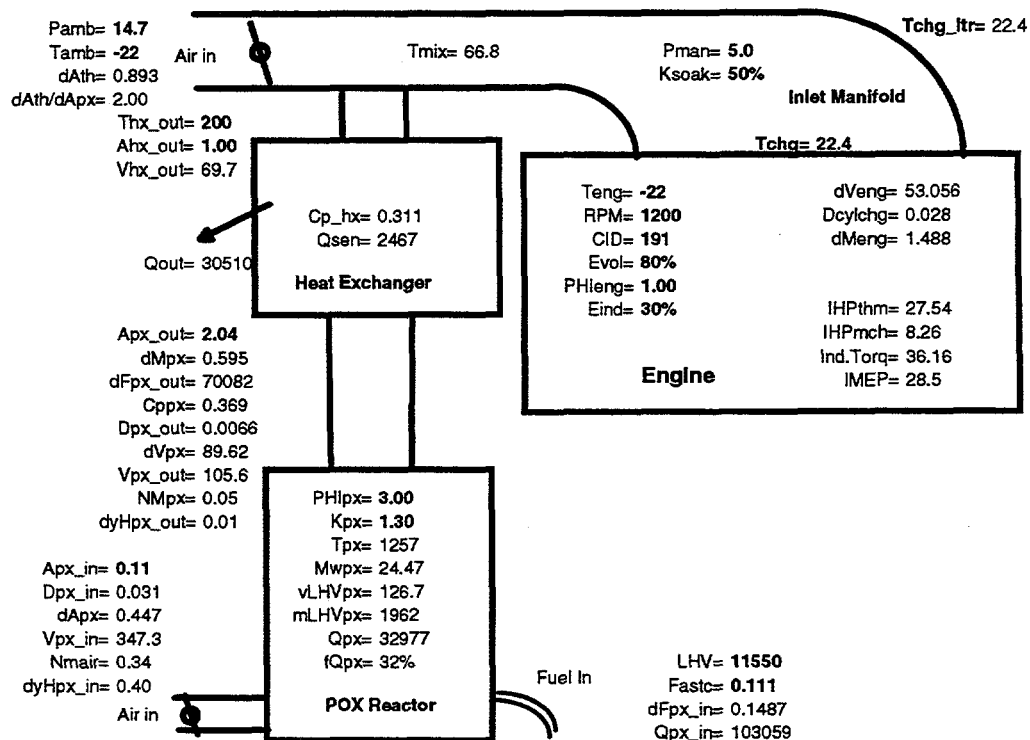 Pamb= 14.7
Tamb= -22
dAth= 0.893
dAth/dApx= 2.00
Air in
Tmix= 66.8
Pman= 5.0
Ksoak= 50%
Inlet Manifold
Tchg_itr= 22.4
Tchg= 22.4
Thx_out= 200
Ahx_out= 1.00
Vhx_out= 69.7
Qout= 30510
Cp_hx= 0.311
Qsen= 2467
Heat Exchanger
Teng= -22
RPM= 1200
CID= 191
Evol= 80%
PHIeng= 1.00
Eind= 30%
dVeng= 53.056
Dcylchg= 0.028
dMeng= 1.488
IHPthm= 27.54
IHPmch= 8.26
Ind.Torq= 36.16
IMEP= 28.5
Engine
Apx_out= 2.04
dMpx= 0.595
dFpx_out= 70082
Cppx= 0.369
Dpx_out= 0.0066
dVpx= 89.62
Vpx_out= 105.6
NMpx= 0.05
dyHpx_out= 0.01
Apx_in= 0.11
Dpx_in= 0.031
dApx= 0.447
Vpx_in= 347.3
Nmair= 0.34
dyHpx_in= 0.40
Air in
PHIpx= 3.00
Kpx= 1.30
Tpx= 1257
Mwpx= 24.47
vLHVpx= 126.7
mLHVpx= 1962
Qpx= 32977
fQpx= 32%
POX Reactor
Fuel In
LHV= 11550
Fastc= 0.111
dFpx_in= 0.1487
Qpx_in= 103059